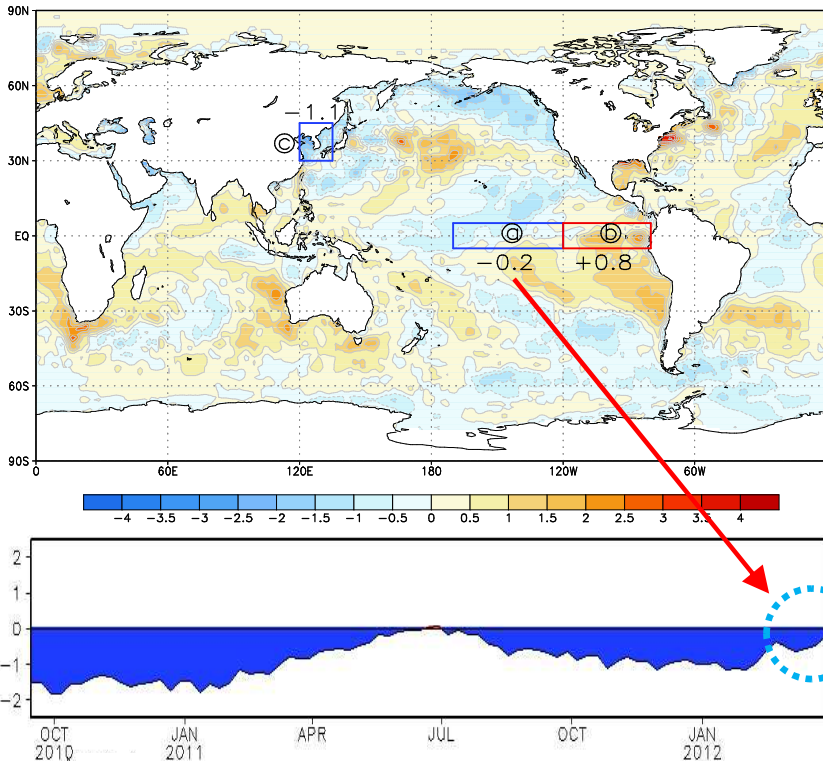 90N
60N
−1.1
ⓒ
30N
EQ
ⓐ ⓑ
−0.2 +0.8
30S
60S
90S
0 60E 120E 180 120W 60W
−4 −3.5 −3 −2.5 −2 −1.5 −1 −0.5 0 0.5 1 1.5 2 2.5 3 3.5 4
2
1
0
−1
−2
OCT JAN APR JUL OCT JAN
2010 2011 2012